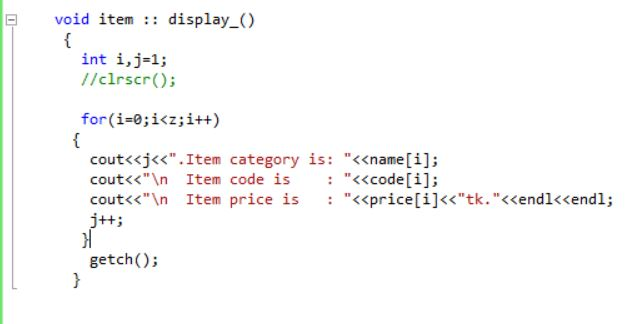 void item :: display_()
{
int i,j=1;
//clrscr();
for(i=0;i<z;i++)
{
cout<<j<<".Item category is: "<<name[i];
cout<<"\n  Item code is    : "<<code[i];
cout<<"\n  Item price is   : "<<price[i]<<"tk."<<endl<<endl;
j++;
}
getch();
}